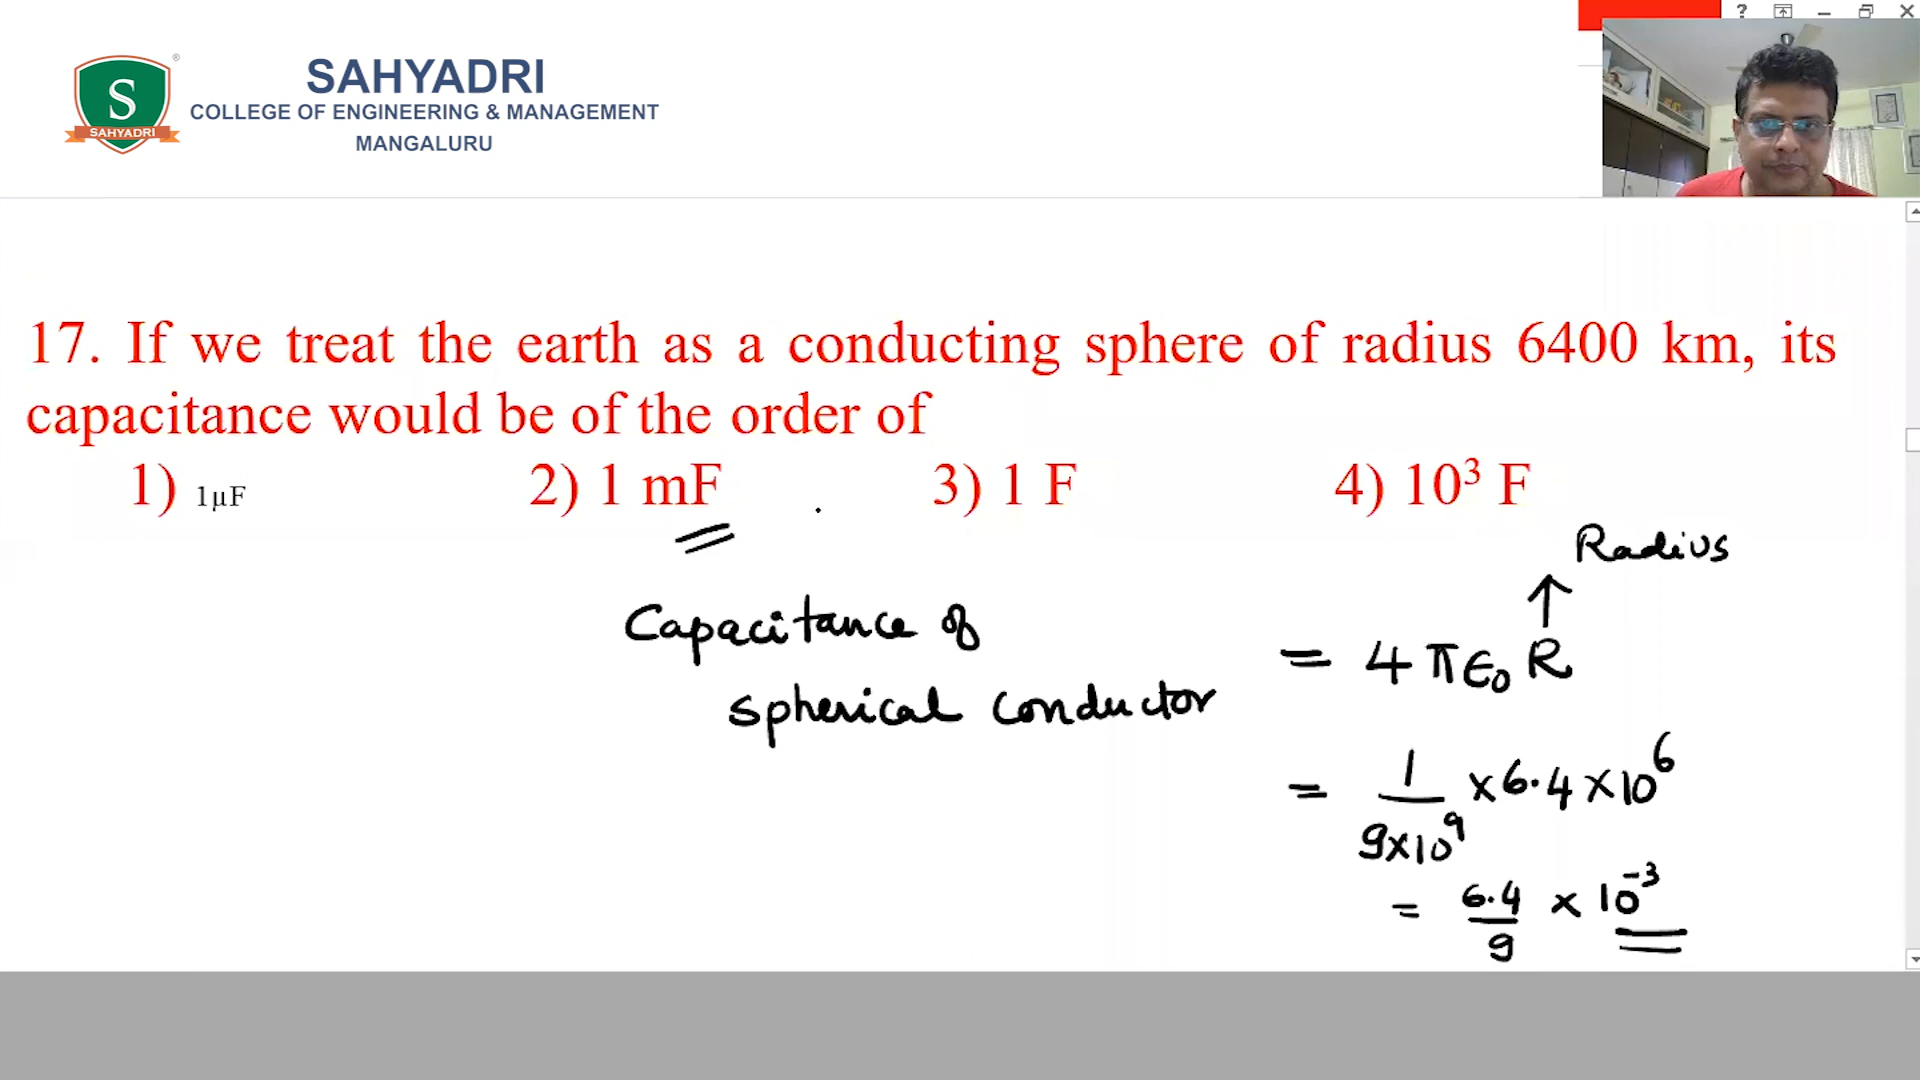 SAHYADRI
COLLEGE OF ENGINEERING & MANAGEMENT
MANGALURU
S
SAHYADRI
®
?
17. If we treat the earth as a conducting sphere of radius 6400 km, its
capacitance would be of the order of
1) 1μF 2) 1 mF 3) 1 F 4) 10³ F
Radius
Capacitance of
spherical conductor
= 4πϵ₀R
= 1/9×10⁹ ×6.4×10⁶
= 6.4/9 × 10⁻³